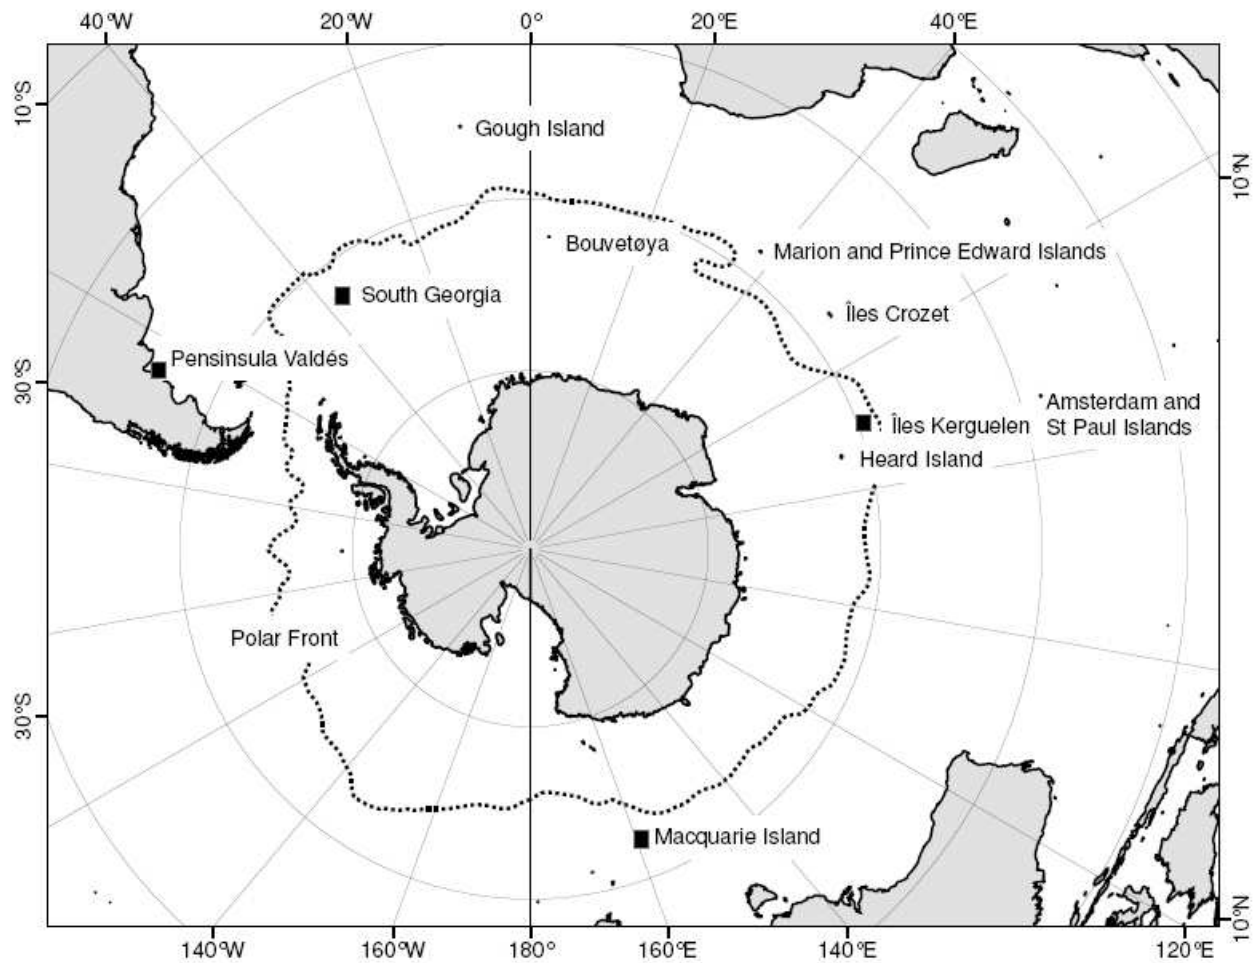 40°W 20°W 0° 20°E 40°E
10°S
Gough Island
10°N
Bouvetøya
Marion and Prince Edward Islands
South Georgia
Îles Crozet
Pensinsula Valdés
30°S
Amsterdam and
St Paul Islands
Îles Kerguelen
Heard Island
Polar Front
30°S
Macquarie Island
10°N
140°W 160°W 180° 160°E 140°E 120°E